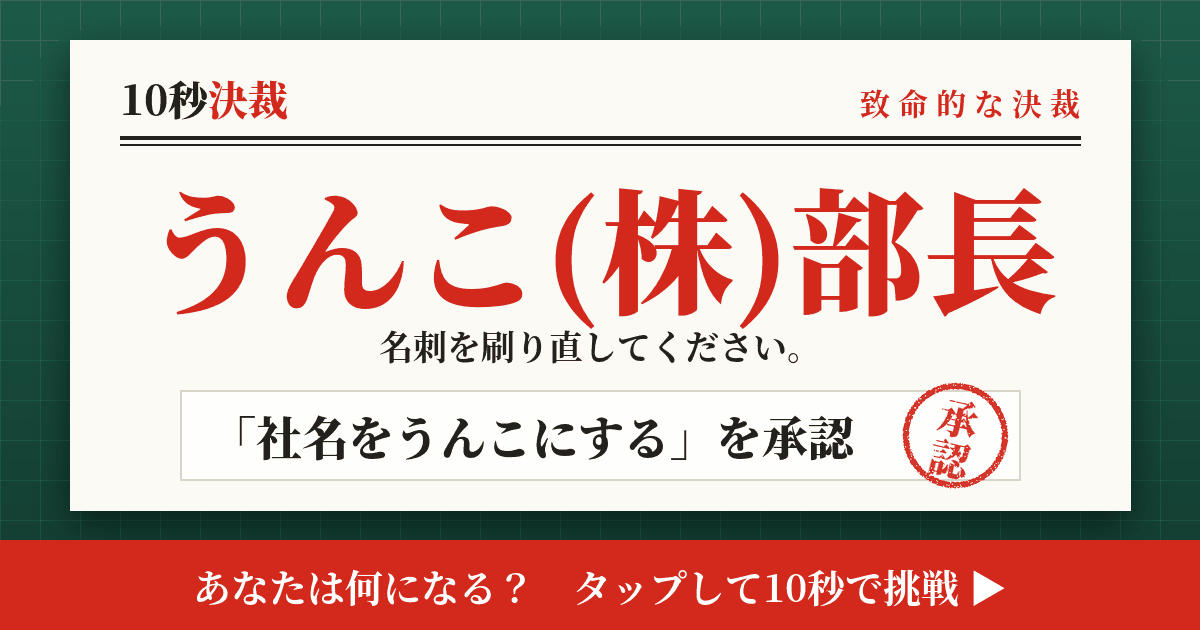 10秒決裁
致命的な決裁
うんこ(株)部長
名刺を刷り直してください。
「社名をうんこにする」を承認
承認
あなたは何になる？　タップして10秒で挑戦 ▶